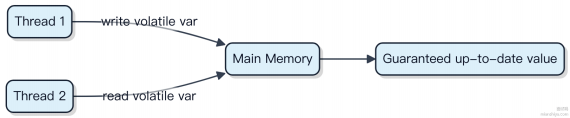 Thread 1
write volatile var
Main Memory
Guaranteed up-to-date value
Thread 2
read volatile var